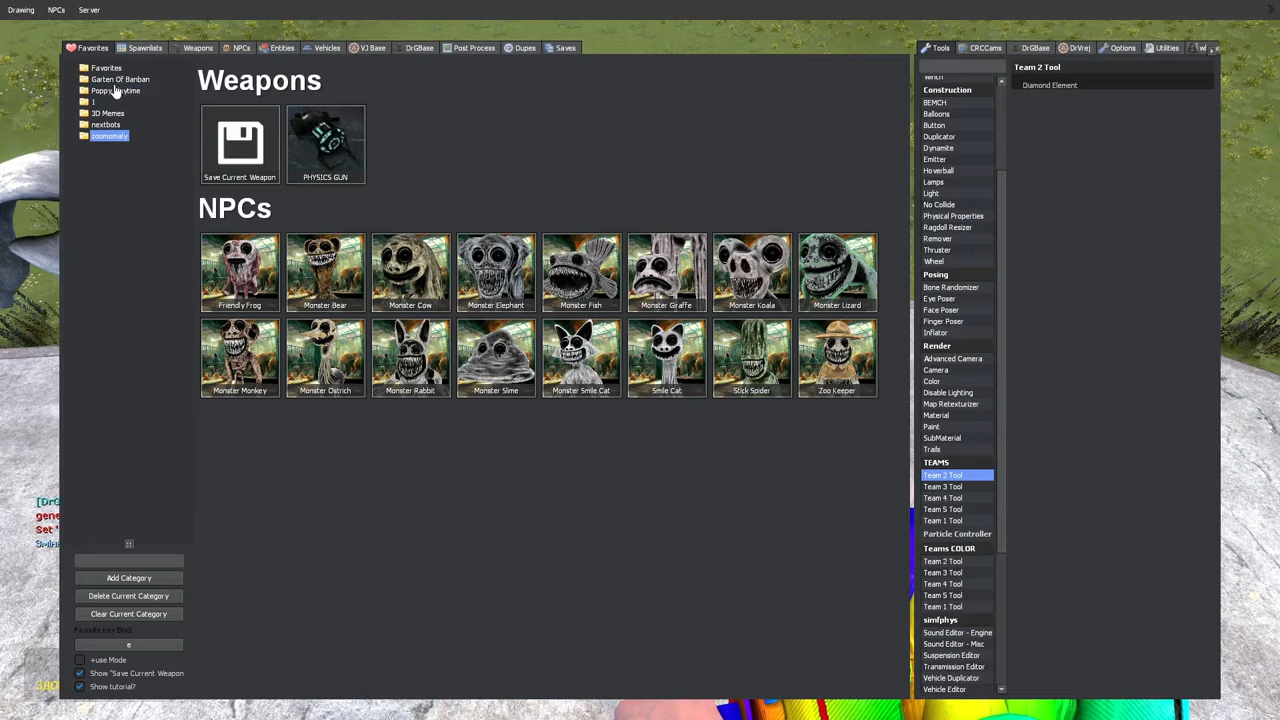 Drawing NPCs Server
Favorites Spawnlists Weapons NPCs Entities Vehicles VJ Base DrGBase Post Process Dupes Saves
Favorites
Garten Of Banban
1
3D Memes
nextbots
zoomomaly
Weapons
Save Current Weapon PHYSICS GUN
NPCs
Friendly Frog Monster Bear Monster Cow Monster Elephant Monster Fish Monster Giraffe Monster Koala Monster Lizard
Monster Monkey Monster Ostrich Monster Rabbit Monster Slime Monster Smile Cat Smile Cat Stick Spider Zoo Keeper
Add Category
Delete Current Category
Clear Current Category
Favorite Key Bind:
e
+use Mode
Show "Save Current Weapon
Show tutorial?
Tools CRCCams DrGBase DrVrej Options Utilities
Construction
BEMCH
Balloons
Button
Duplicator
Dynamite
Emitter
Hoverball
Lamps
Light
No Collide
Physical Properties
Ragdoll Resizer
Remover
Thruster
Wheel
Posing
Bone Randomizer
Eye Poser
Face Poser
Finger Poser
Inflator
Render
Advanced Camera
Camera
Color
Disable Lighting
Map Retexturizer
Material
Paint
SubMaterial
Trails
TEAMS
Team 2 Tool
Team 3 Tool
Team 4 Tool
Team 5 Tool
Team 1 Tool
Particle Controller
Teams COLOR
Team 2 Tool
Team 3 Tool
Team 4 Tool
Team 5 Tool
Team 1 Tool
simfphys
Sound Editor - Engine
Sound Editor - Misc
Suspension Editor
Transmission Editor
Vehicle Duplicator
Vehicle Editor
Team 2 Tool
Diamond Element
[DrG
gene
Set '